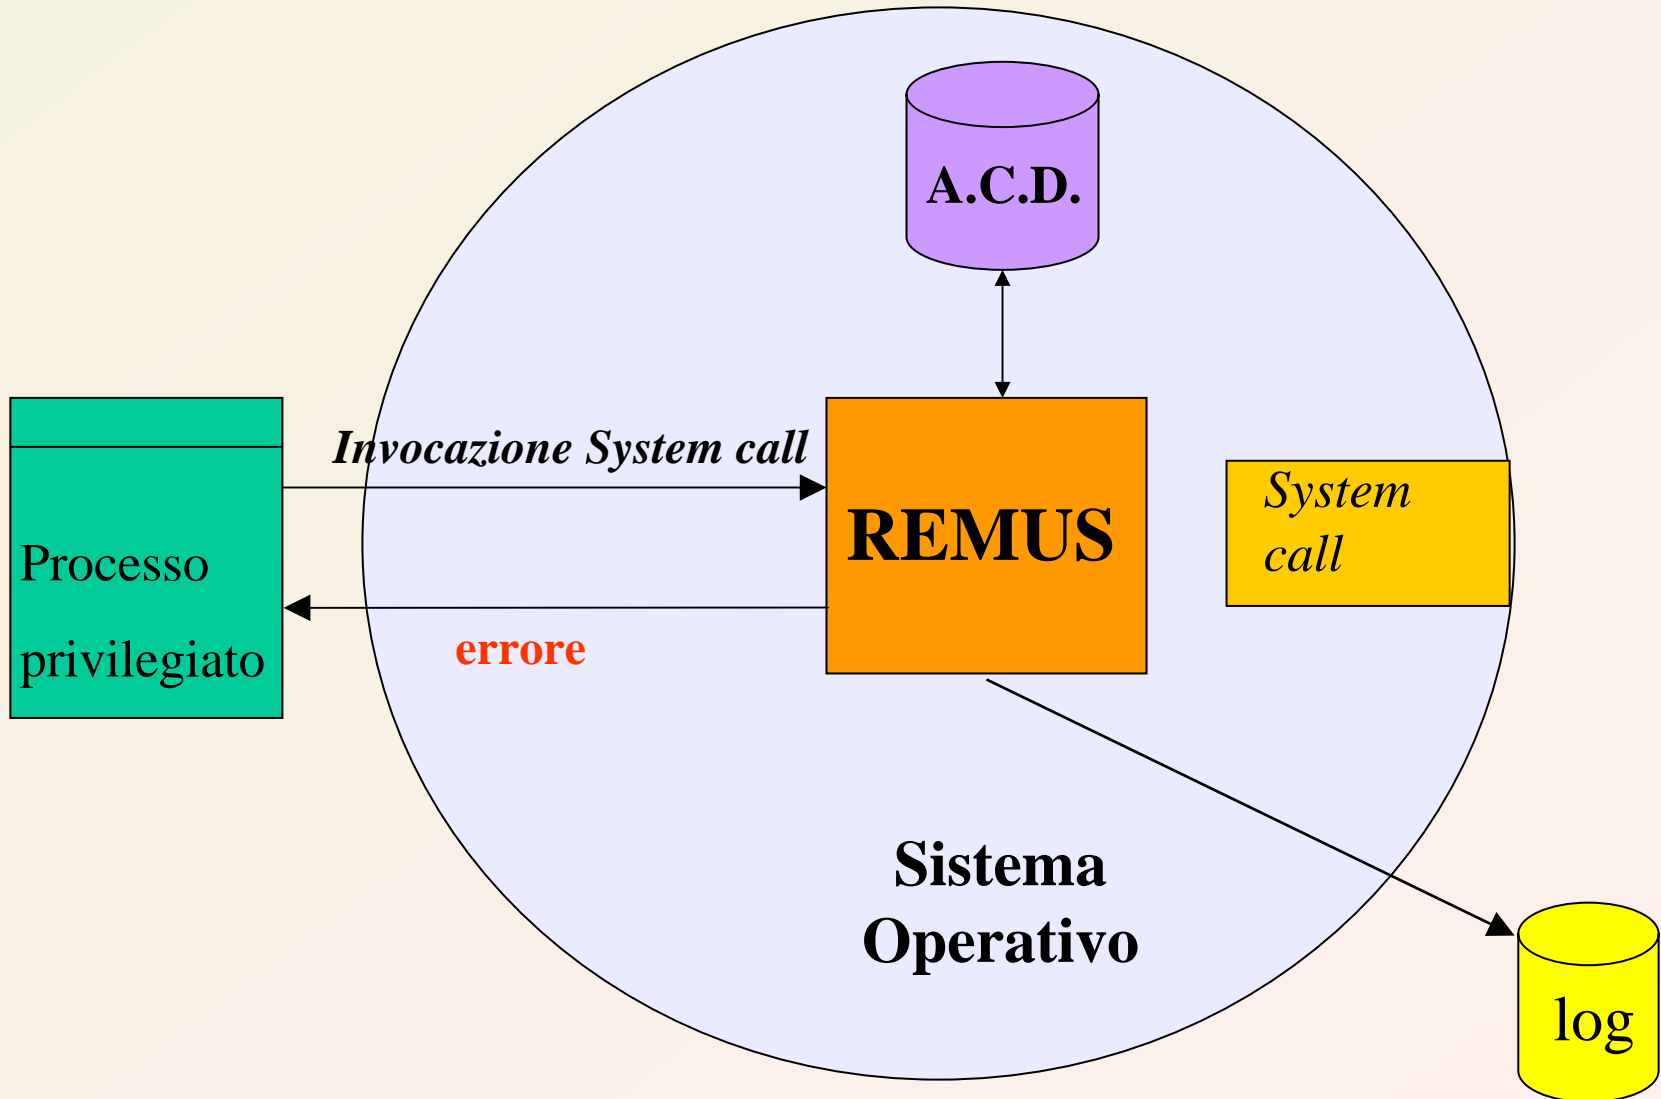 A.C.D.
Invocazione System call
REMUS
System
call
Processo
privilegiato
errore
Sistema
Operativo
log